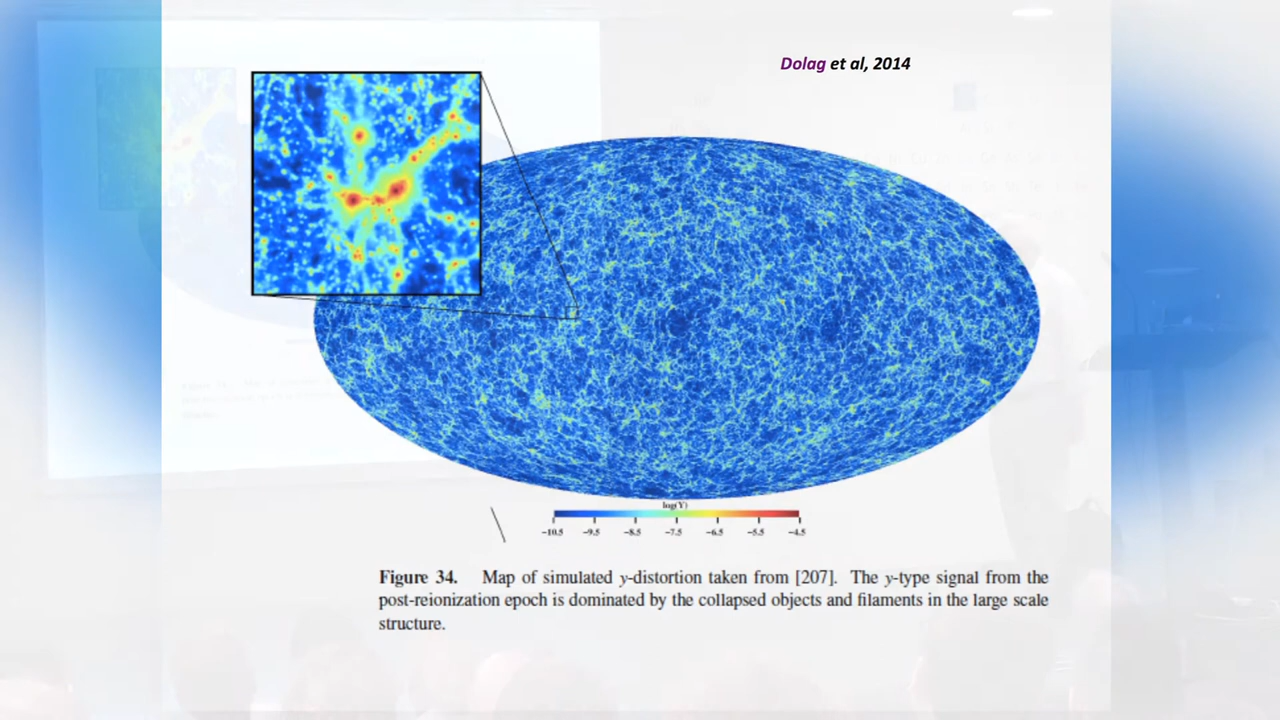 Dolag et al, 2014
log(Y)
-10.5 -9.5 -8.5 -7.5 -6.5 -5.5 -4.5
Figure 34. Map of simulated y-distortion taken from [207]. The y-type signal from the
post-reionization epoch is dominated by the collapsed objects and filaments in the large scale
structure.